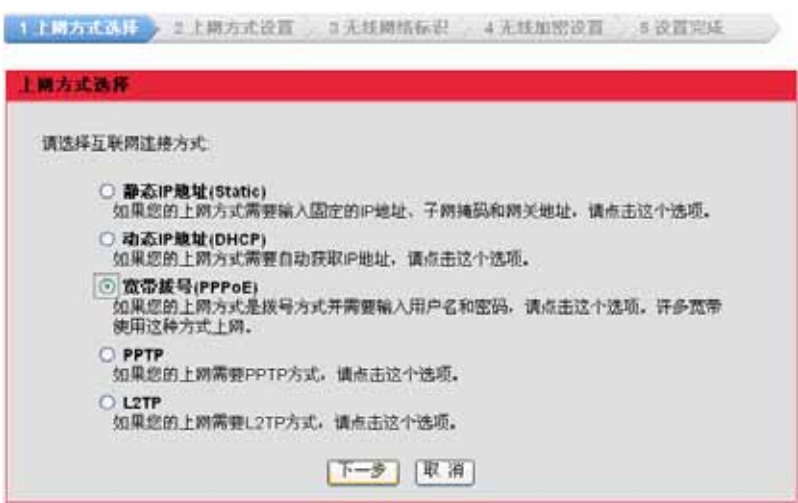 1 上网方式选择 2 上网方式设置 3 无线网络标识 4 无线加密设置 5 设置完成
上网方式选择
请选择互联网连接方式:
静态IP地址(Static)
如果您的上网方式需要输入固定的IP地址、子网掩码和网关地址，请点击这个选项。
动态IP地址(DHCP)
如果您的上网方式需要自动获取IP地址，请点击这个选项。
宽带拨号(PPPoE)
如果您的上网方式是拨号方式并需要输入用户名和密码，请点击这个选项。许多宽带
使用这种方式上网。
PPTP
如果您的上网需要PPTP方式，请点击这个选项。
L2TP
如果您的上网需要L2TP方式，请点击这个选项。
下一步 取 消